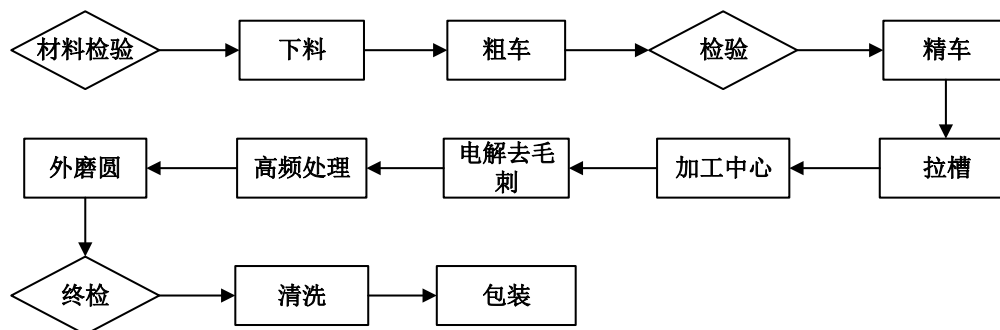 材料检验
下料
粗车
检验
精车
外磨圆
高频处理
电解去毛
刺
加工中心
拉槽
终检
清洗
包装